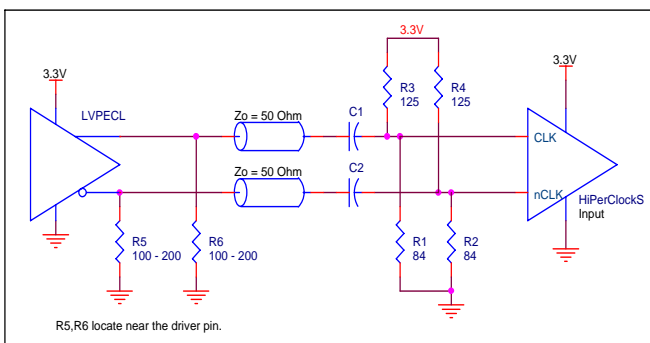 3.3V
3.3V
3.3V
LVPECL
R3
125
R4
125
Zo = 50 Ohm
C1
CLK
Zo = 50 Ohm
C2
nCLK
HiPerClockS
Input
R5
100 - 200
R6
100 - 200
R1
84
R2
84
R5,R6 locate near the driver pin.